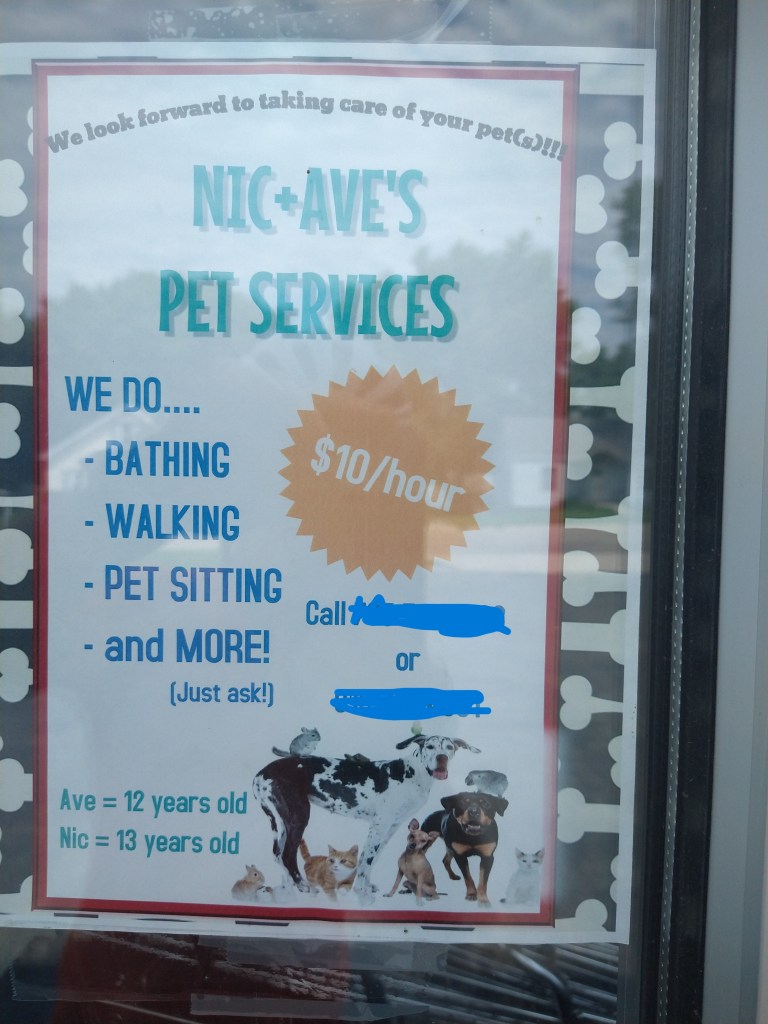 We look forward to taking care of your pet(s)!!!
NIC+AVE'S
PET SERVICES
WE DO....
- BATHING
- WALKING
- PET SITTING
- and MORE!
(Just ask!)
$10/hour
Call
or
Ave = 12 years old
Nic = 13 years old